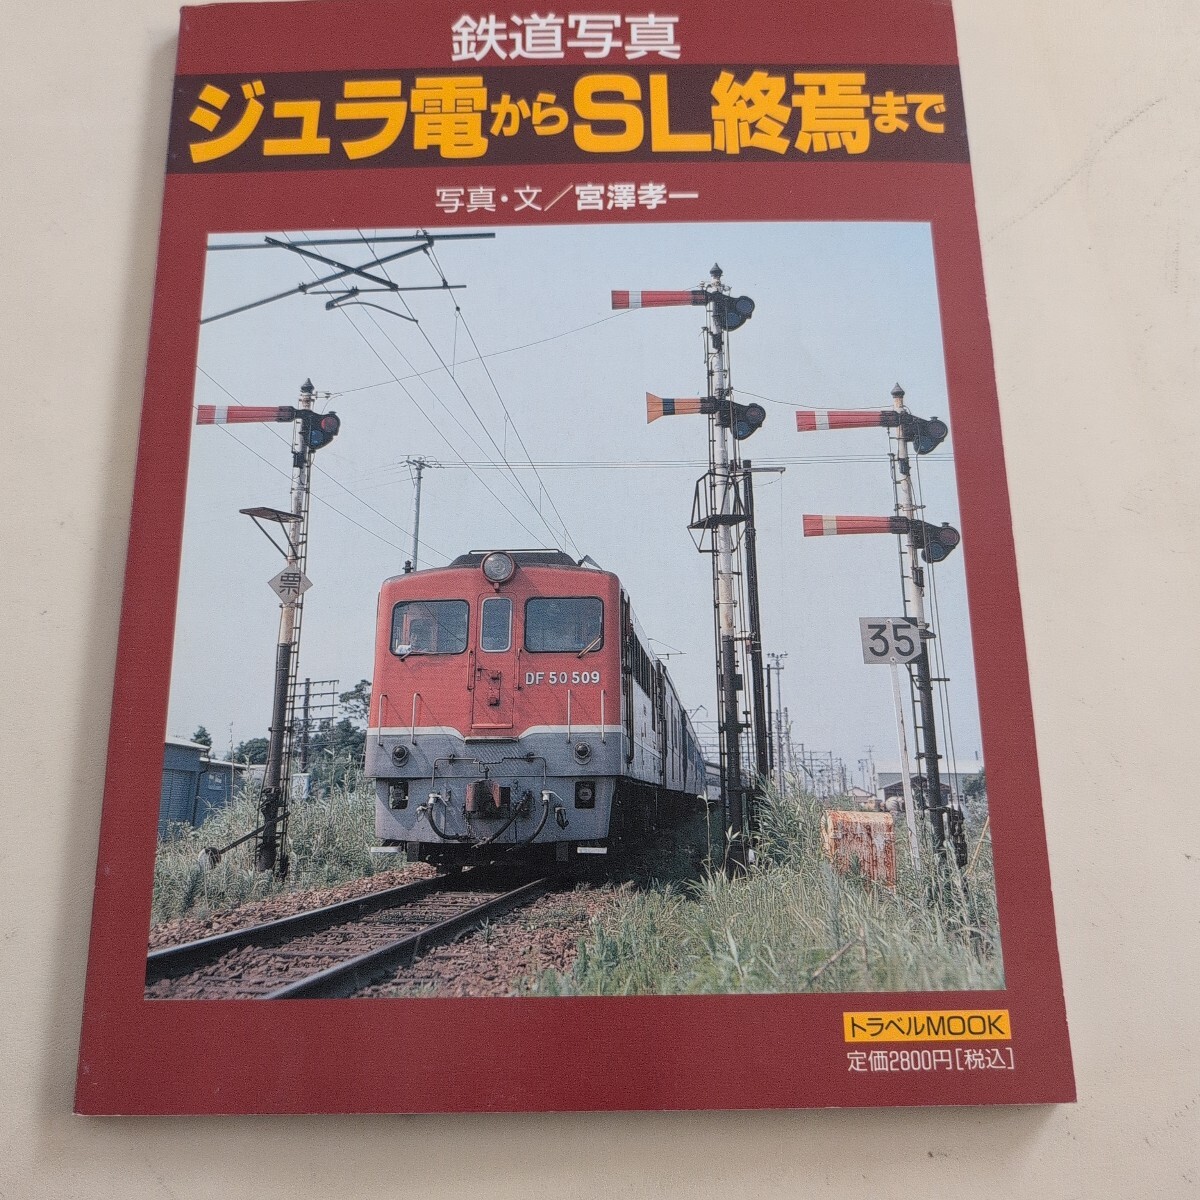 鉄道写真
ジュラ電からSL終焉まで
写真・文／宮澤孝一
票
35
DF 50 509
トラベルMOOK
定価2800円[税込]